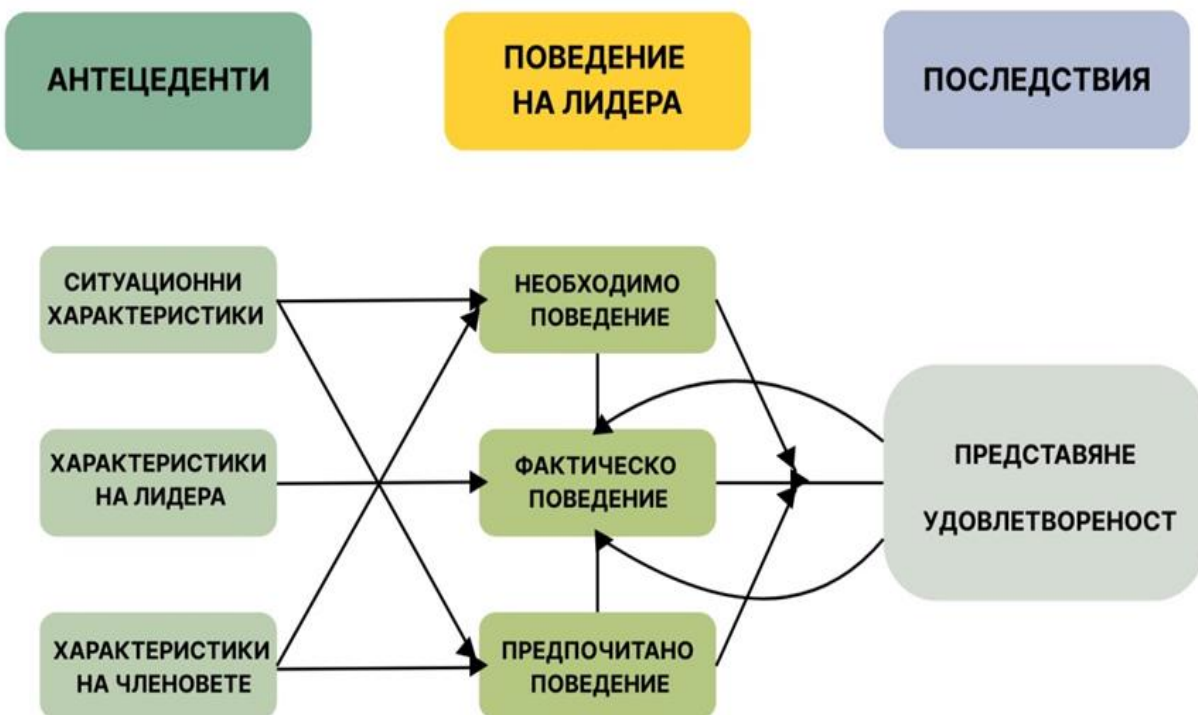 АНТЕЦЕДЕНТИ
ПОВЕДЕНИЕ
НА ЛИДЕРА
ПОСЛЕДСТВИЯ
СИТУАЦИОННИ
ХАРАКТЕРИСТИКИ
НЕОБХОДИМО
ПОВЕДЕНИЕ
ХАРАКТЕРИСТИКИ
НА ЛИДЕРА
ФАКТИЧЕСКО
ПОВЕДЕНИЕ
ПРЕДСТАВЯНЕ
УДОВЛЕТВОРЕНОСТ
ХАРАКТЕРИСТИКИ
НА ЧЛЕНОВЕТЕ
ПРЕДПОЧИТАНО
ПОВЕДЕНИЕ